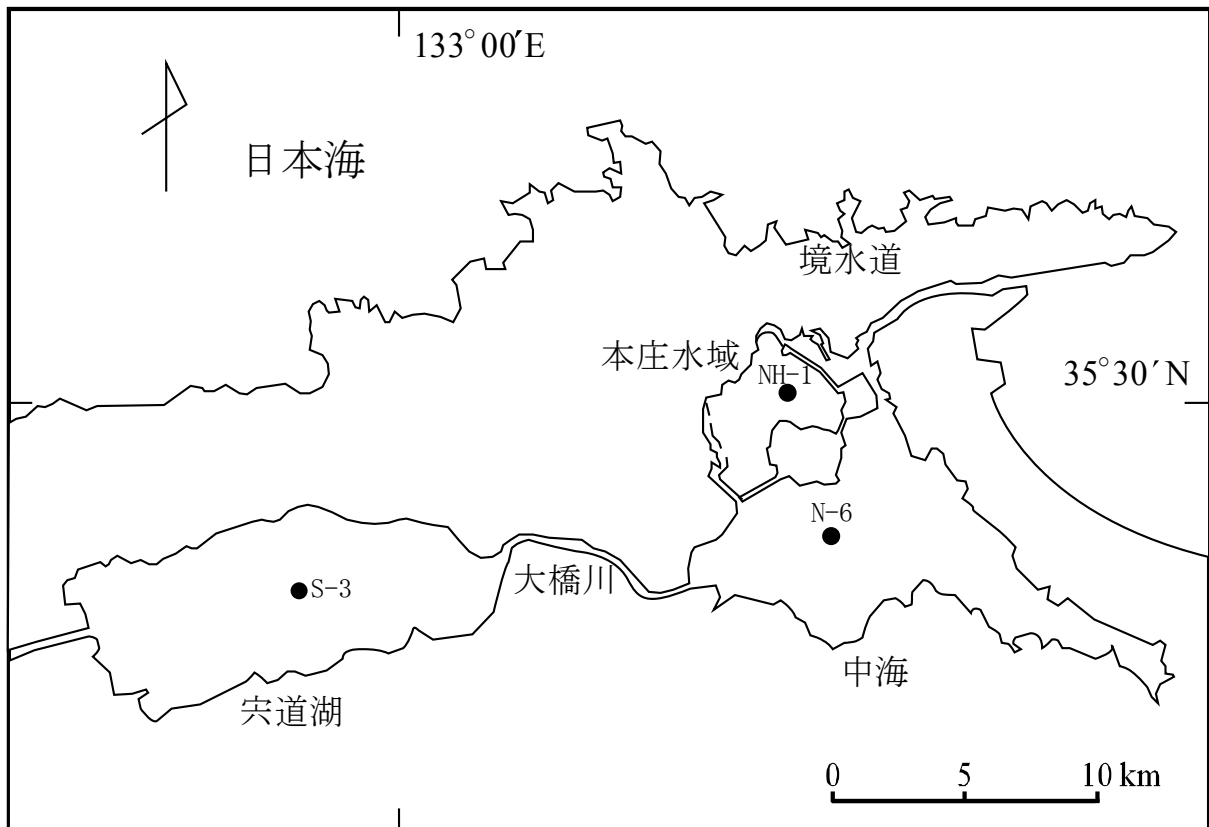 133°00′E
日本海
境水道
本庄水域
NH-1
35°30′N
N-6
S-3
大橋川
中海
宍道湖
0 5 10 km